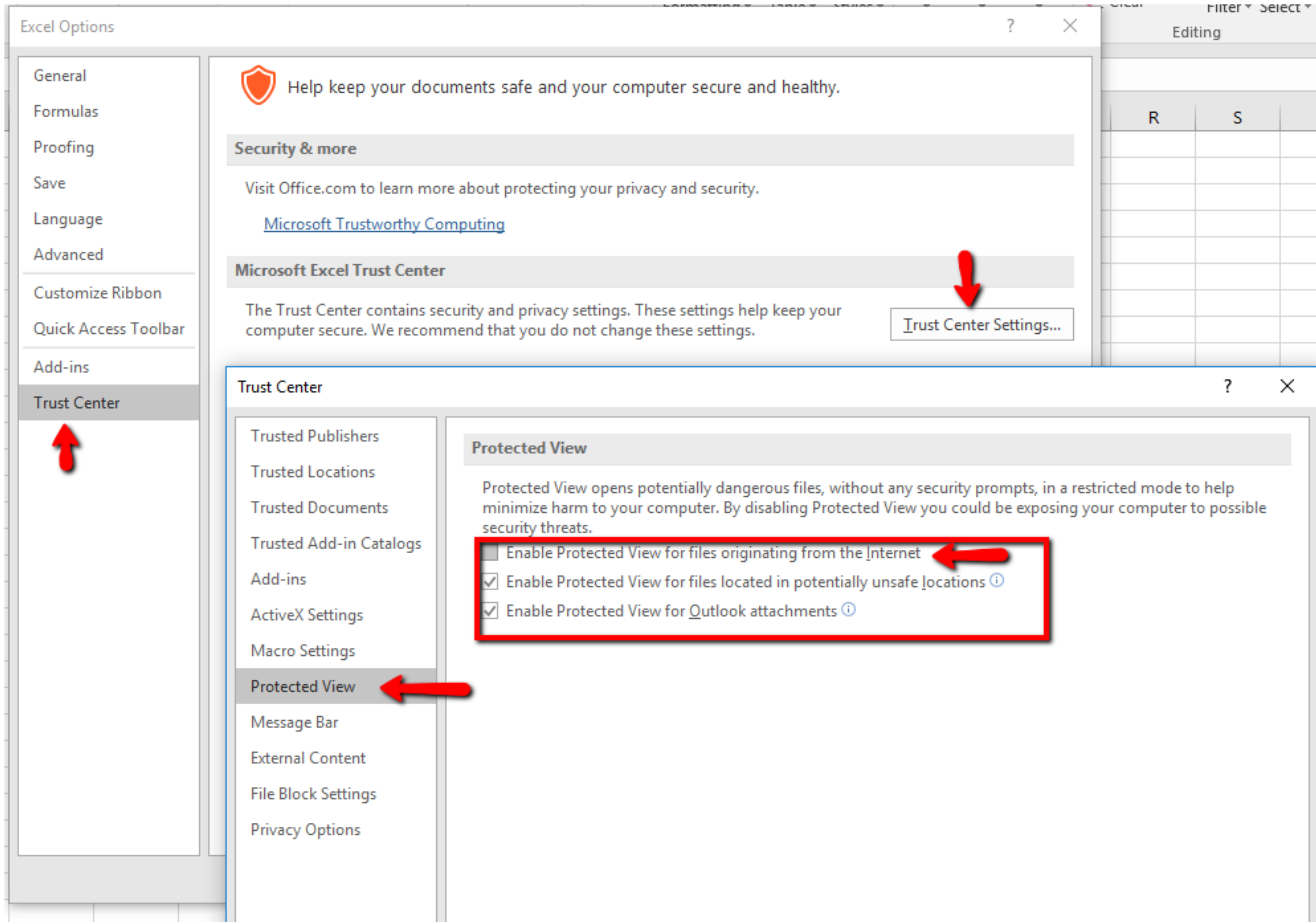 Filter Select
Excel Options
?
Editing
General
Formulas
Proofing
Save
Language
Advanced
Customize Ribbon
Quick Access Toolbar
Add-ins
Trust Center
Help keep your documents safe and your computer secure and healthy.
Security & more
Visit Office.com to learn more about protecting your privacy and security.
Microsoft Trustworthy Computing
Microsoft Excel Trust Center
The Trust Center contains security and privacy settings. These settings help keep your
computer secure. We recommend that you do not change these settings.
Trust Center Settings...
R S
Trust Center
?
Trusted Publishers
Trusted Locations
Trusted Documents
Trusted Add-in Catalogs
Add-ins
ActiveX Settings
Macro Settings
Protected View
Message Bar
External Content
File Block Settings
Privacy Options
Protected View
Protected View opens potentially dangerous files, without any security prompts, in a restricted mode to help
minimize harm to your computer. By disabling Protected View you could be exposing your computer to possible
security threats.
Enable Protected View for files originating from the Internet
Enable Protected View for files located in potentially unsafe locations
Enable Protected View for Outlook attachments